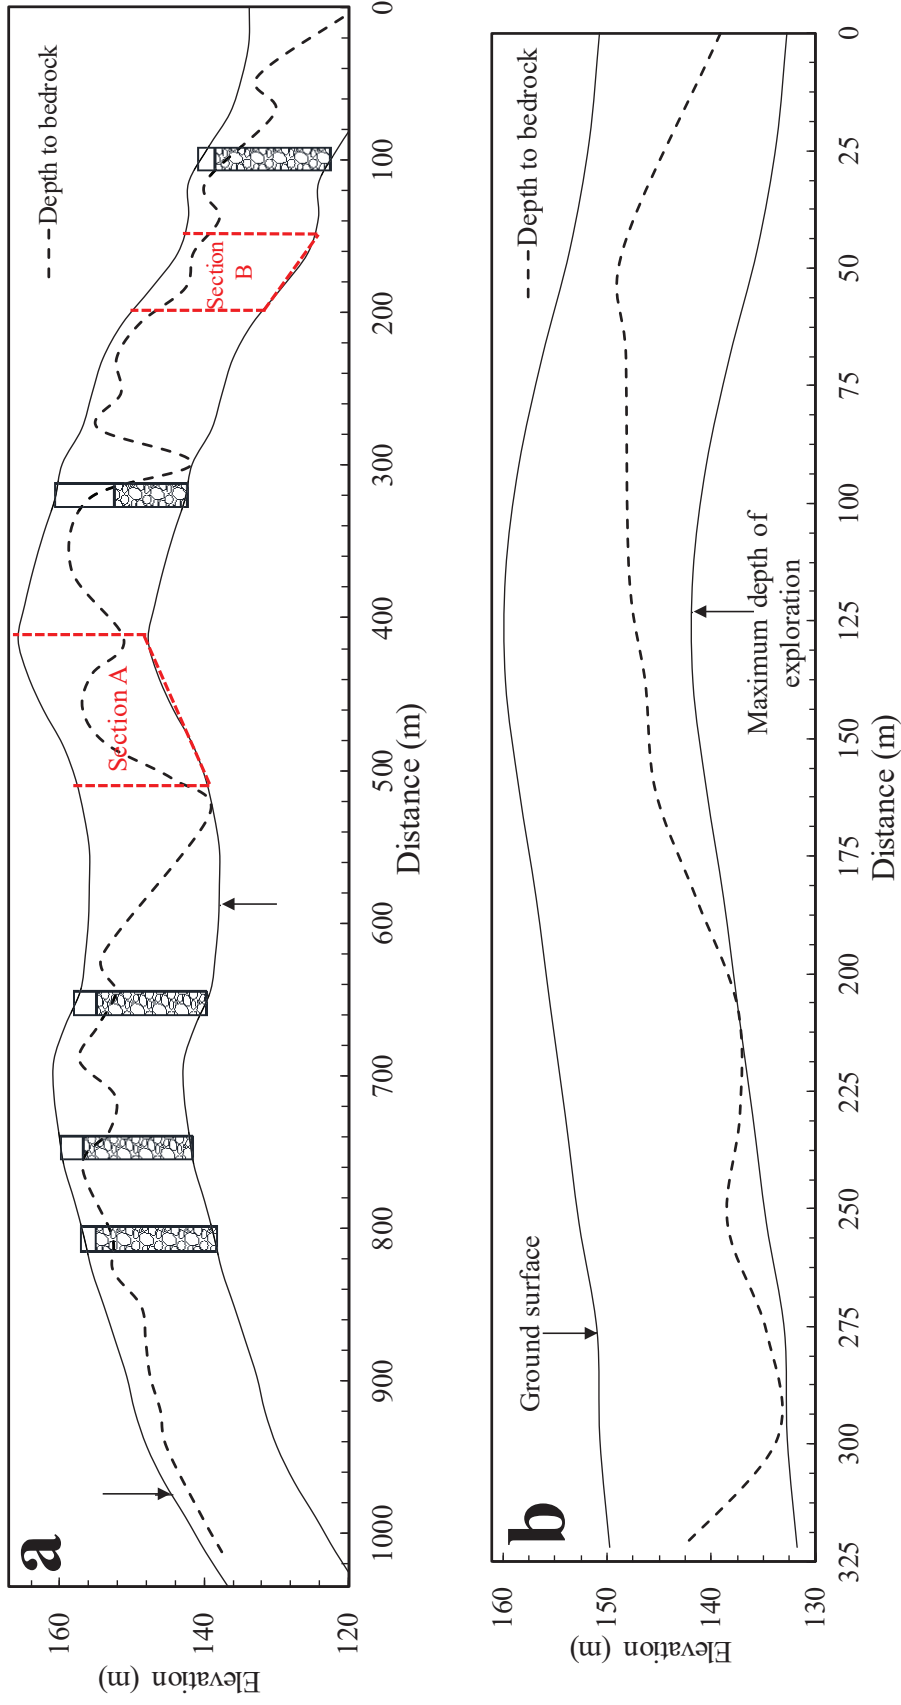 a
Depth to bedrock
Elevation
(m)
160
140
120
Section A
Section
B
1000
900
800
700
600
500
400
300
200
100
0
Distance (m)
b
Depth to bedrock
Ground surface
Maximum depth of
exploration
Elevation
(m)
160
150
140
130
325
300
275
250
225
200
175
150
125
100
75
50
25
0
Distance (m)